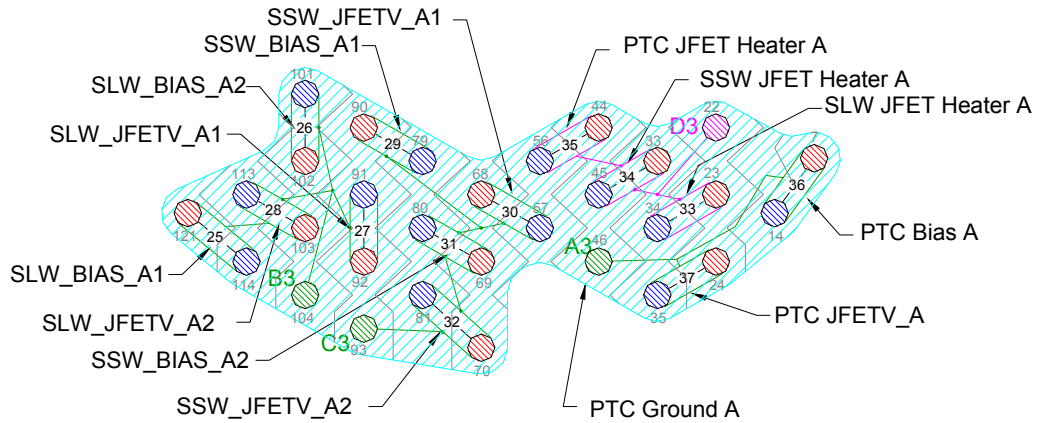 SSW_JFETV_A1
SSW_BIAS_A1
PTC JFET Heater A
SLW_BIAS_A2
SSW JFET Heater A
SLW_JFETV_A1
SLW JFET Heater A
101
90
44
22
D3
7
26
29
79
56
35
33
102
34
113
91
68
45
23
36
28
80
30
57
34
33
14
PTC Bias A
121
25
103
27
31
46
A3
SLW_BIAS_A1
114
B3
92
69
37
24
104
81
32
35
PTC JFETV_A
SLW_JFETV_A2
C3
93
70
SSW_BIAS_A2
SSW_JFETV_A2
PTC Ground A